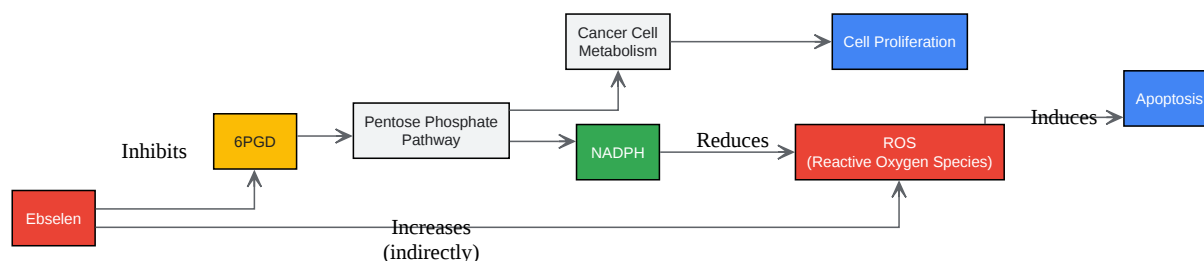 Cancer Cell
Metabolism
Cell Proliferation
Apoptosis
Pentose Phosphate
Pathway
Induces
6PGD
Inhibits
Reduces
ROS
(Reactive Oxygen Species)
NADPH
Ebselen
Increases
(indirectly)